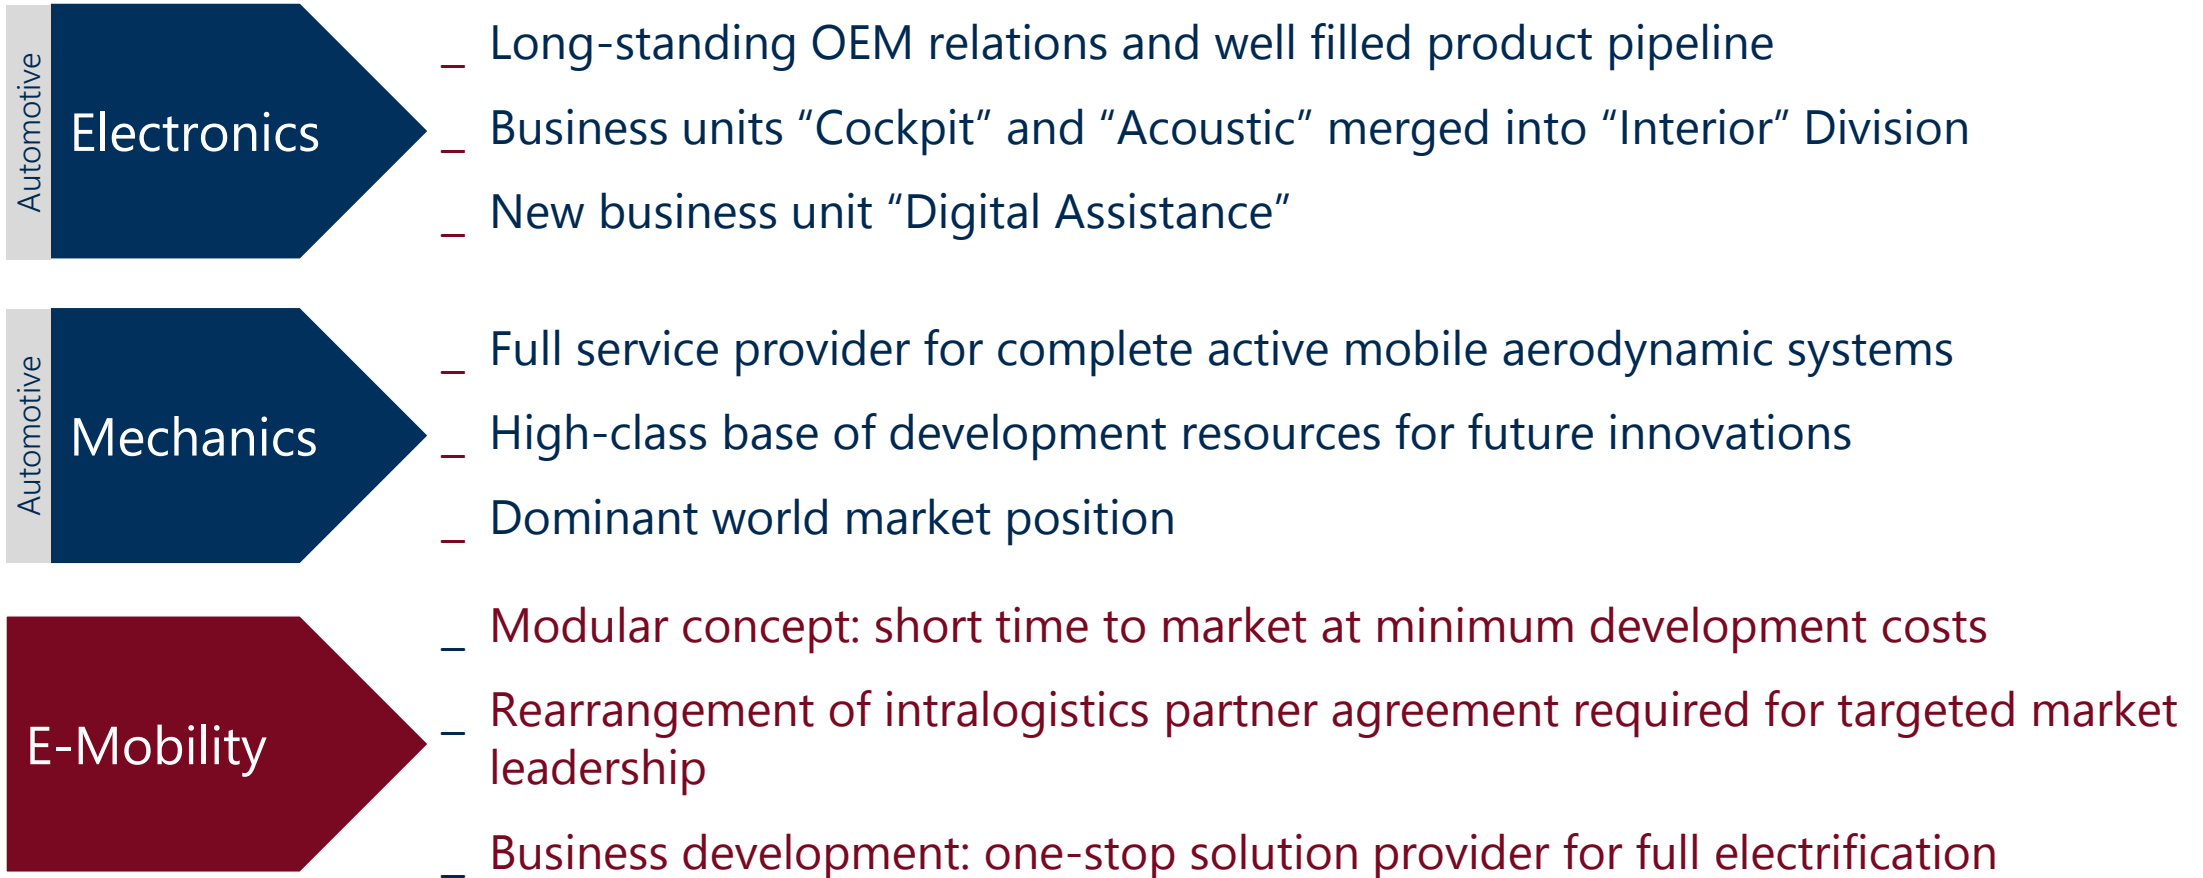 Automotive
Electronics
_ Long-standing OEM relations and well filled product pipeline
_ Business units “Cockpit” and “Acoustic” merged into “Interior” Division
_ New business unit “Digital Assistance”
Automotive
Mechanics
_ Full service provider for complete active mobile aerodynamic systems
_ High-class base of development resources for future innovations
_ Dominant world market position
E-Mobility
_ Modular concept: short time to market at minimum development costs
_ Rearrangement of intralogistics partner agreement required for targeted market
leadership
_ Business development: one-stop solution provider for full electrification